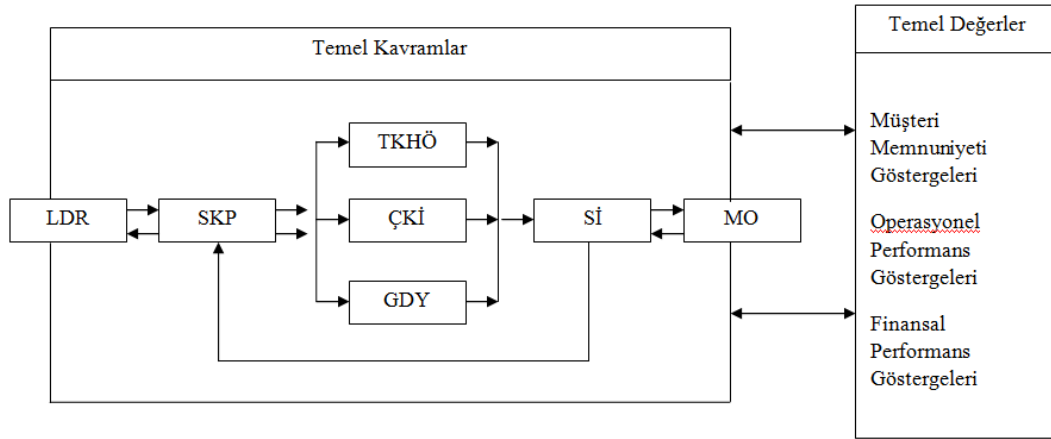 Temel Değerler
Temel Kavramlar
TKHÖ
LDR
SKP
ÇKİ
Sİ
MO
GDY
Müşteri
Memnuniyeti
Göstergeleri
Operasyonel
Performans
Göstergeleri
Finansal
Performans
Göstergeleri